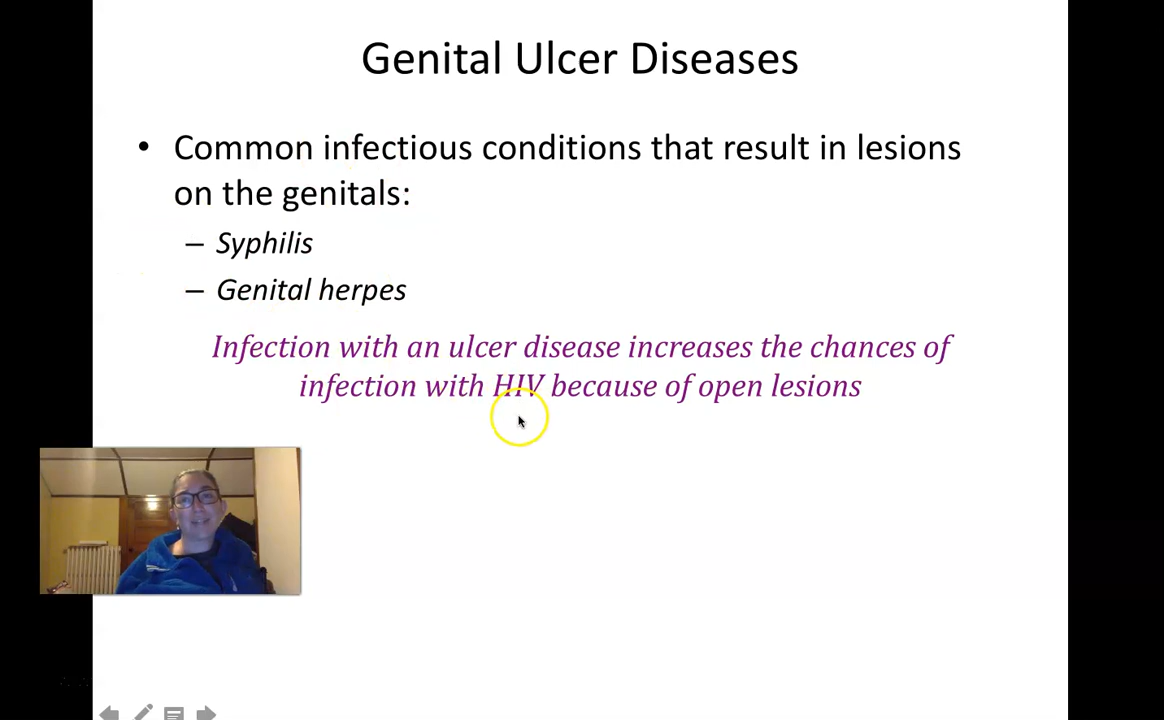 Genital Ulcer Diseases
• Common infectious conditions that result in lesions
on the genitals:
– Syphilis
– Genital herpes
Infection with an ulcer disease increases the chances of
infection with HIV because of open lesions